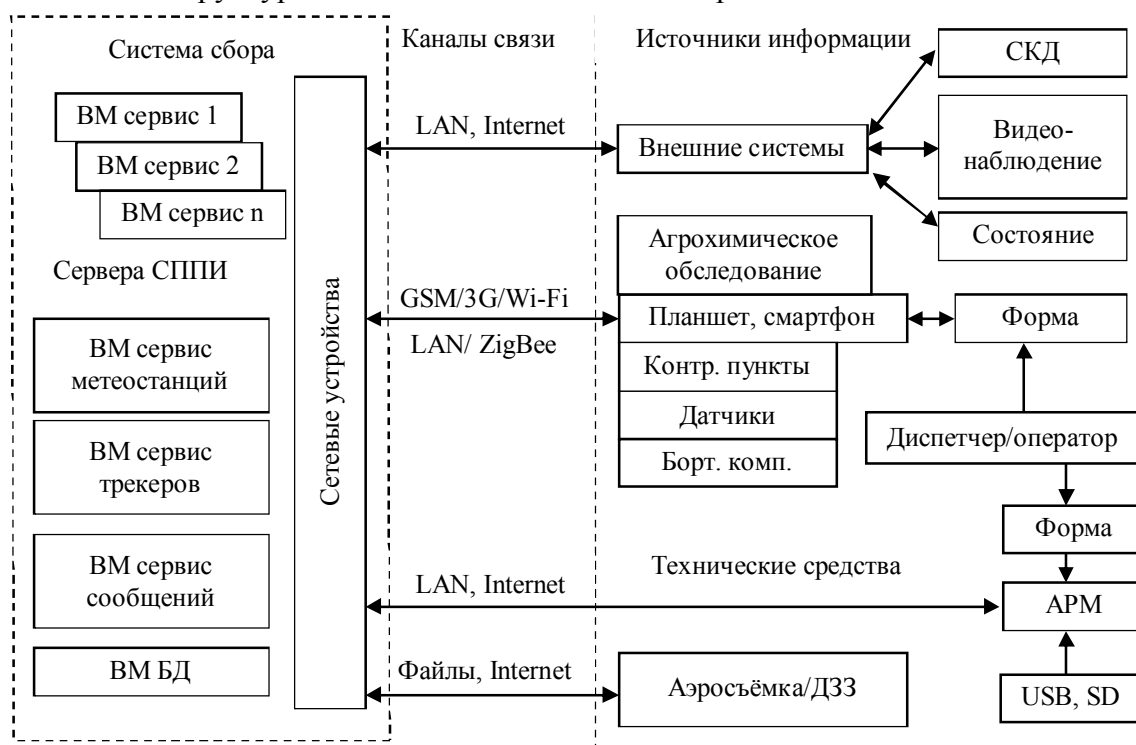 Система сбора
Каналы связи
Источники информации
СКД
ВМ сервис 1
ВМ сервис 2
ВМ сервис n
LAN, Internet
Внешние системы
Видео-
наблюдение
Состояние
Сервера СППИ
Сетевые устройства
Агрохимическое
обследование
GSM/3G/Wi-Fi
LAN/ ZigBee
Планшет, смартфон
Форма
Контр. пункты
Датчики
Борт. комп.
ВМ сервис
метеостанций
ВМ сервис
трекеров
Диспетчер/оператор
Форма
ВМ сервис
сообщений
Технические средства
LAN, Internet
АРМ
ВМ БД
Файлы, Internet
Аэросъёмка/ДЗЗ
USB, SD